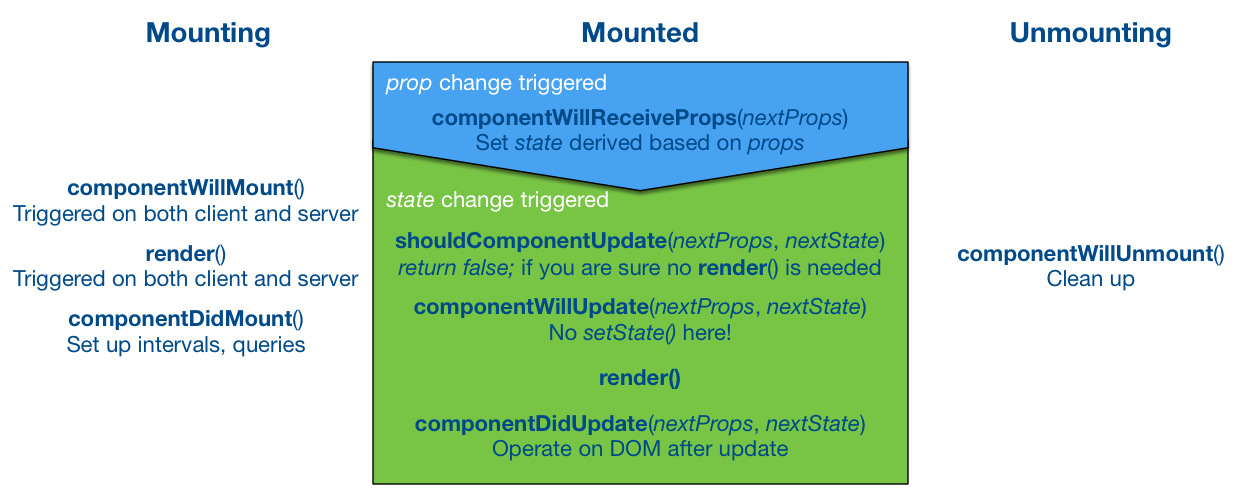 Mounting
componentWillMount()
Triggered on both client and server
render()
Triggered on both client and server
componentDidMount()
Set up intervals, queries
Mounted
prop change triggered
componentWillReceiveProps(nextProps)
Set state derived based on props
state change triggered
shouldComponentUpdate(nextProps, nextState)
return false; if you are sure no render() is needed
componentWillUpdate(nextProps, nextState)
No setState() here!
render()
componentDidUpdate(nextProps, nextState)
Operate on DOM after update
Unmounting
componentWillUnmount()
Clean up